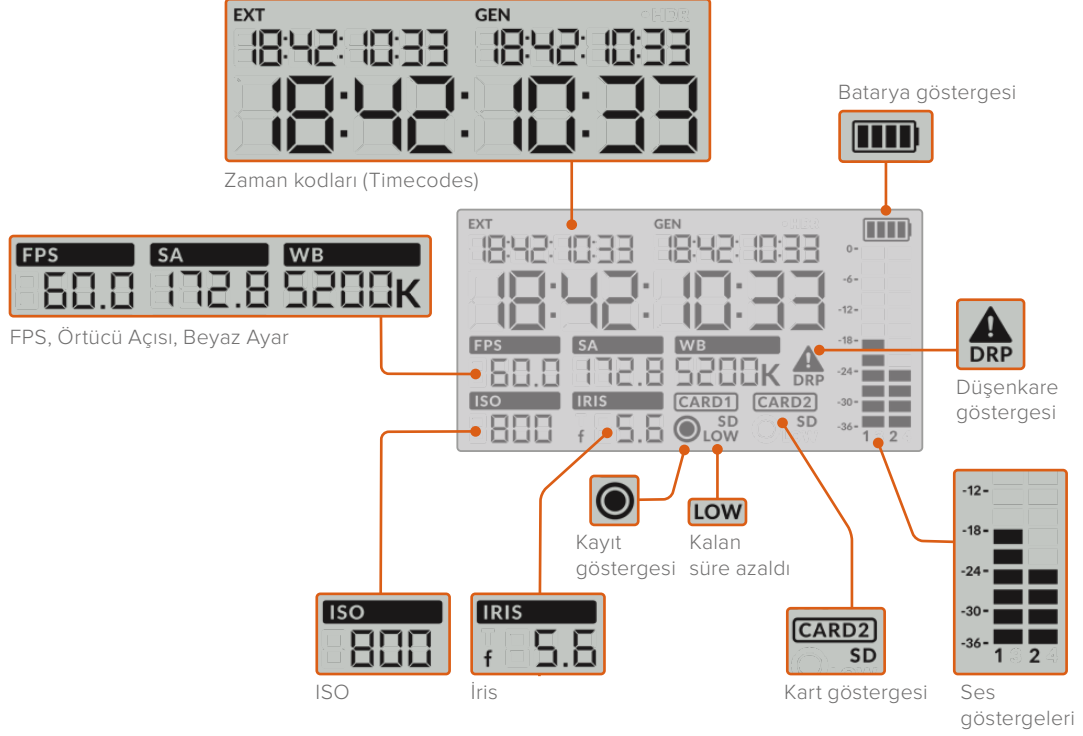 EXT GEN HDR
18:42:10:33 18:42:10:33
18:42:10:33
Zaman kodları (Timecodes)
Batarya göstergesi
EXT GEN
18:42:10:33 18:42:10:33
18:42:10:33
FPS SA WB
60.0 172.8 5200K
DRP
ISO IRIS CARD1 CARD2
800 f 5.6 SD LOW SD
0-
-6-
-12-
-18-
-24-
-30-
-36-
1 2
FPS SA WB
60.0 172.8 5200K
FPS, Örtücü Açısı, Beyaz Ayar
DRP
Düşenkare
göstergesi
LOW
Kayıt
göstergesi
Kalan
süre azaldı
ISO
800
ISO
IRIS
f 5.6
İris
CARD2
SD
Kart göstergesi
-12-
-18-
-24-
-30-
-36-
1 2
Ses
göstergeleri